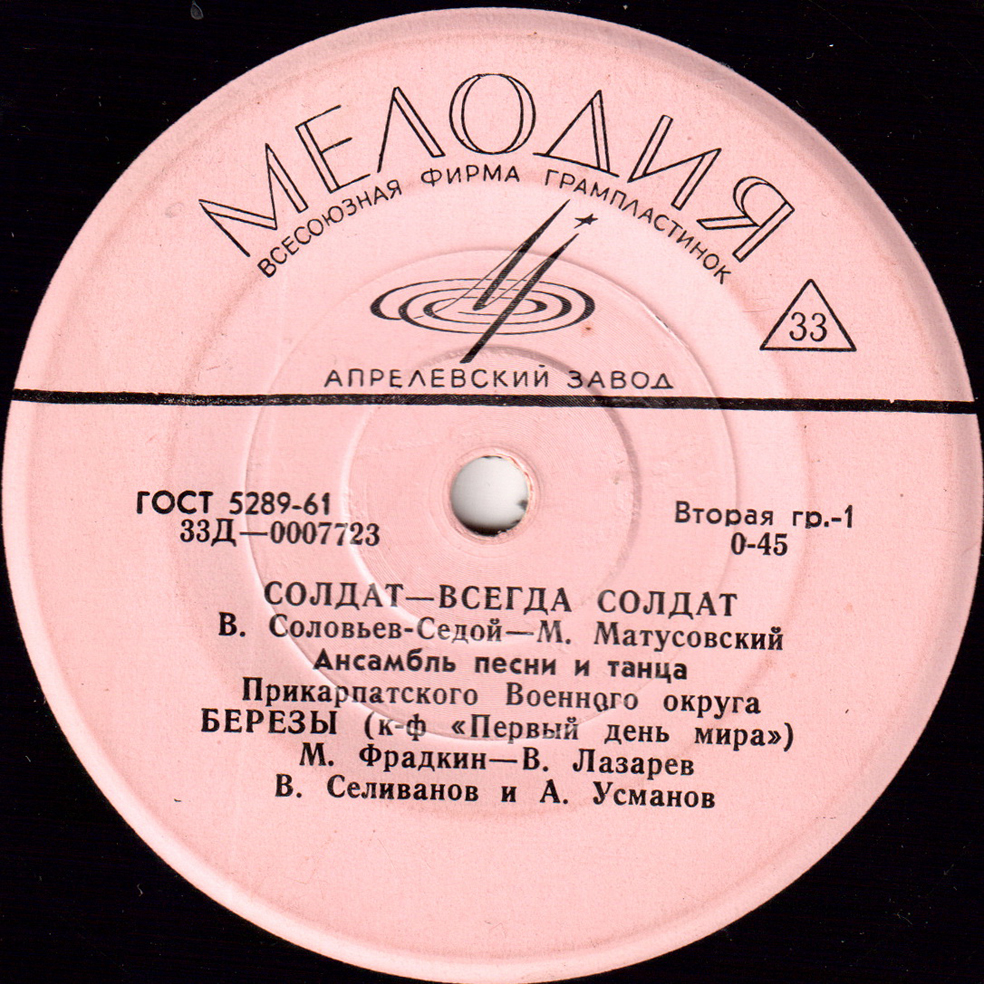 МЕЛОДИЯ
ВСЕСОЮЗНАЯ ФИРМА ГРАМПЛАСТИНОК
33
АПРЕЛЕВСКИЙ ЗАВОД
ГОСТ 5289-61
33Д—0007723
Вторая гр.-1
0-45
СОЛДАТ—ВСЕГДА СОЛДАТ
В. Соловьев-Седой—М. Матусовский
Ансамбль песни и танца
Прикарпатского Военного округа
БЕРЕЗЫ (к-ф «Первый день мира»)
М. Фрадкин—В. Лазарев
В. Селиванов и А. Усманов